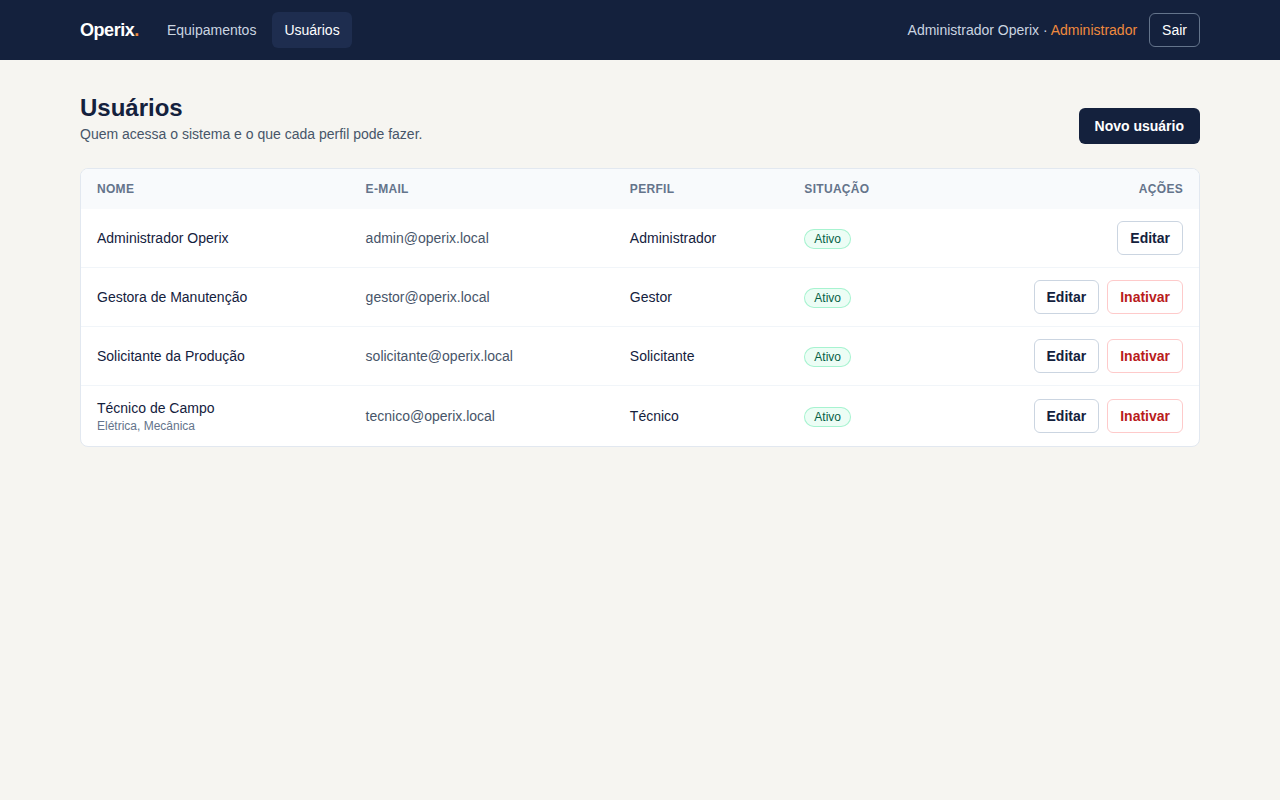 Operix. Equipamentos Usuários Administrador Operix · Administrador Sair
Usuários
Quem acessa o sistema e o que cada perfil pode fazer.
Novo usuário
NOME E-MAIL PERFIL SITUAÇÃO AÇÕES
Administrador Operix admin@operix.local Administrador Ativo Editar
Gestora de Manutenção gestor@operix.local Gestor Ativo Editar Inativar
Solicitante da Produção solicitante@operix.local Solicitante Ativo Editar Inativar
Técnico de Campo tecnico@operix.local Técnico Ativo Editar Inativar
Elétrica, Mecânica